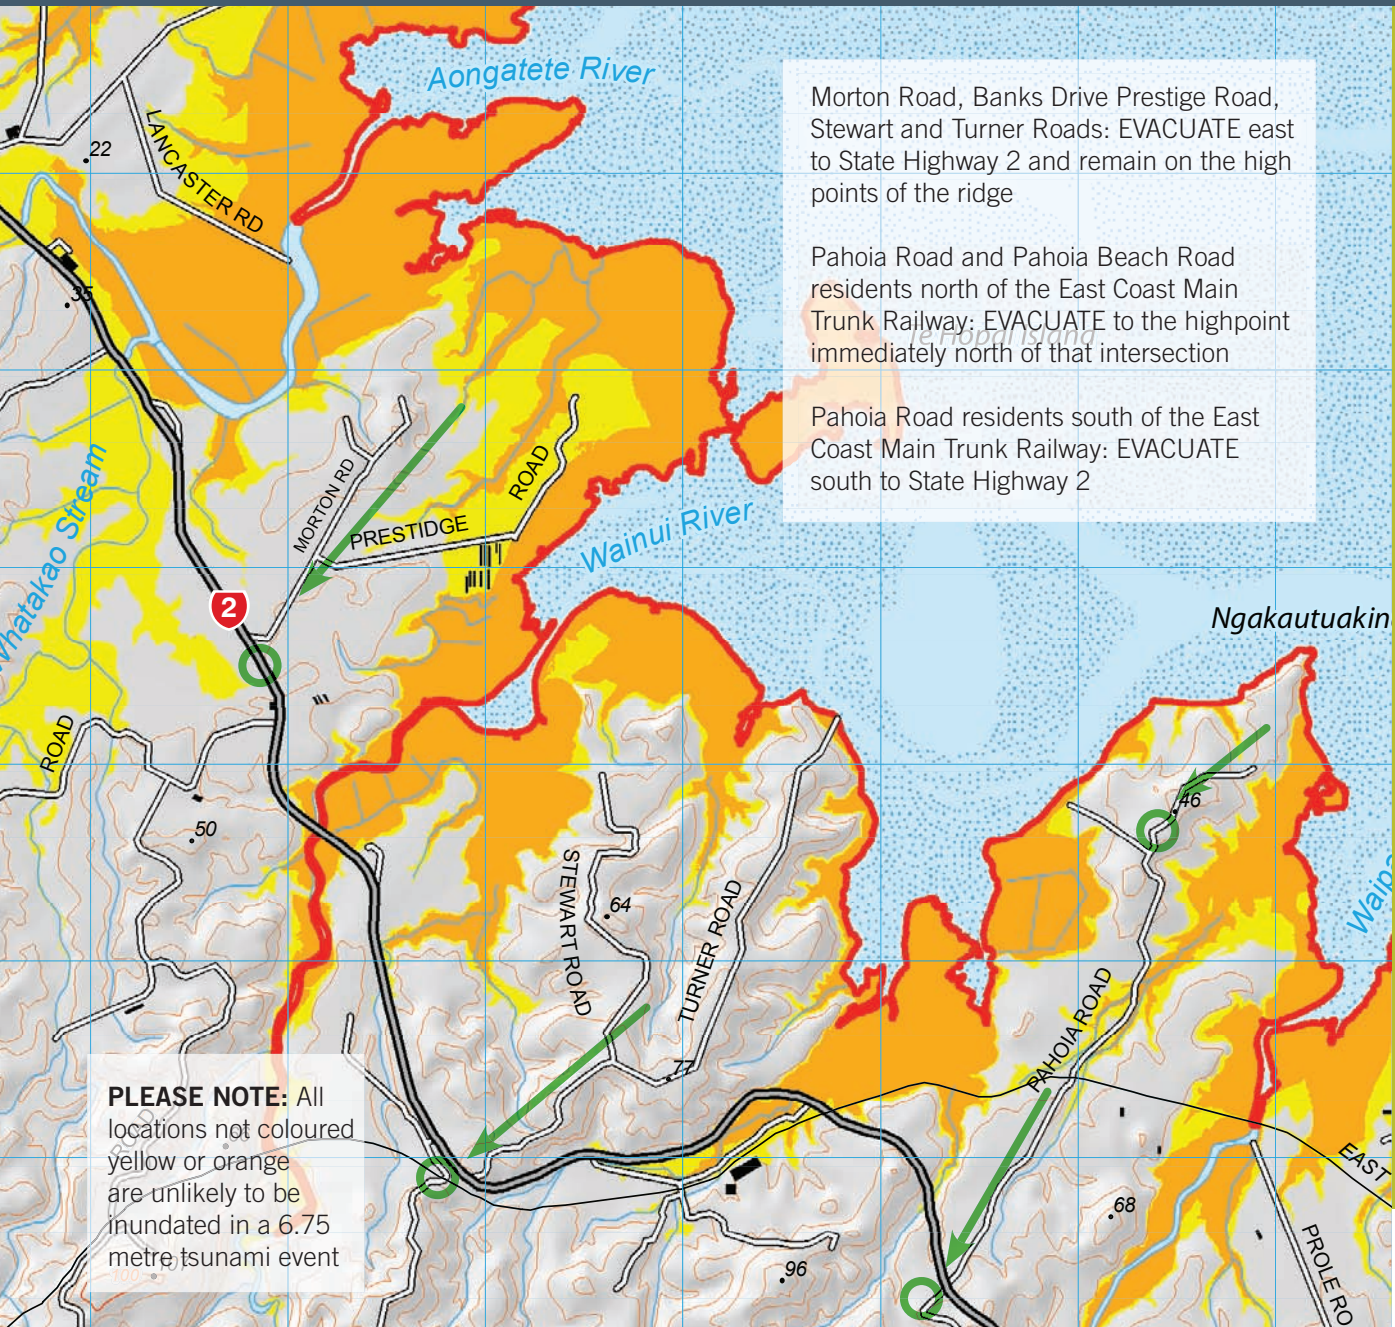 Aongatete River
Morton Road, Banks Drive Prestige Road,
Stewart and Turner Roads: EVACUATE east
to State Highway 2 and remain on the high
points of the ridge
Pahoia Road and Pahoia Beach Road
residents north of the East Coast Main
Trunk Railway: EVACUATE to the highpoint
immediately north of that intersection
Pahoia Road residents south of the East
Coast Main Trunk Railway: EVACUATE
south to State Highway 2
Te Hopai Island
22
LANCASTER RD
35
Whatakao Stream
MORTON RD
PRESTIDGE
ROAD
Wainui River
2
Ngakautuakin
ROAD
46
50
STEWART ROAD
64
TURNER ROAD
77
PAHOIA ROAD
PLEASE NOTE: All
locations not coloured
yellow or orange
are unlikely to be
inundated in a 6.75
metre tsunami event
ROAD
EAST
68
96
PROLE RO